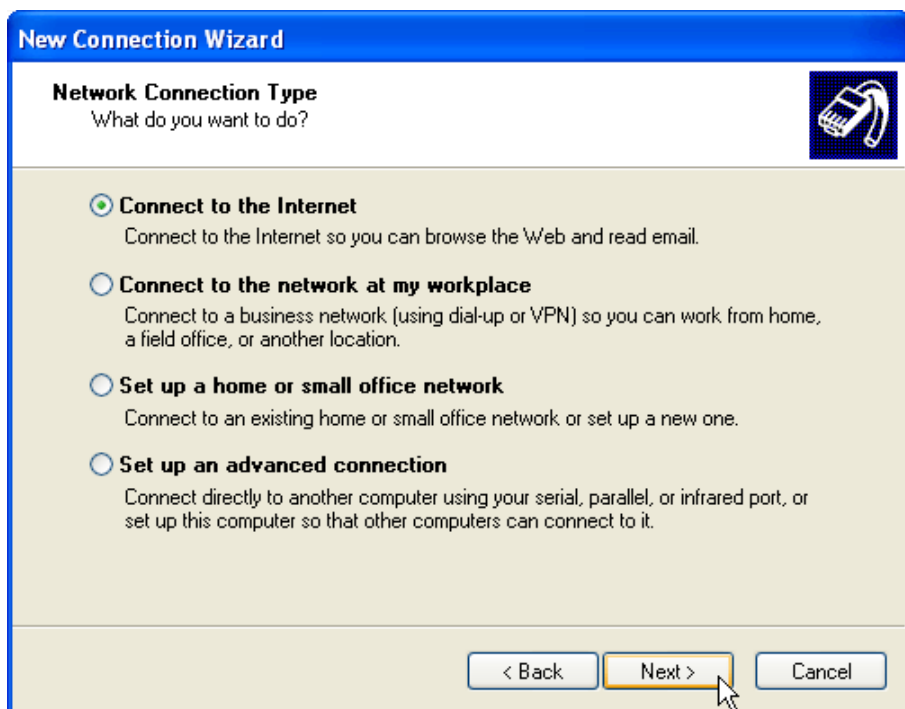 New Connection Wizard
Network Connection Type
What do you want to do?
Connect to the Internet
Connect to the Internet so you can browse the Web and read email.
Connect to the network at my workplace
Connect to a business network (using dial-up or VPN) so you can work from home,
a field office, or another location.
Set up a home or small office network
Connect to an existing home or small office network or set up a new one.
Set up an advanced connection
Connect directly to another computer using your serial, parallel, or infrared port, or
set up this computer so that other computers can connect to it.
< Back Next > Cancel